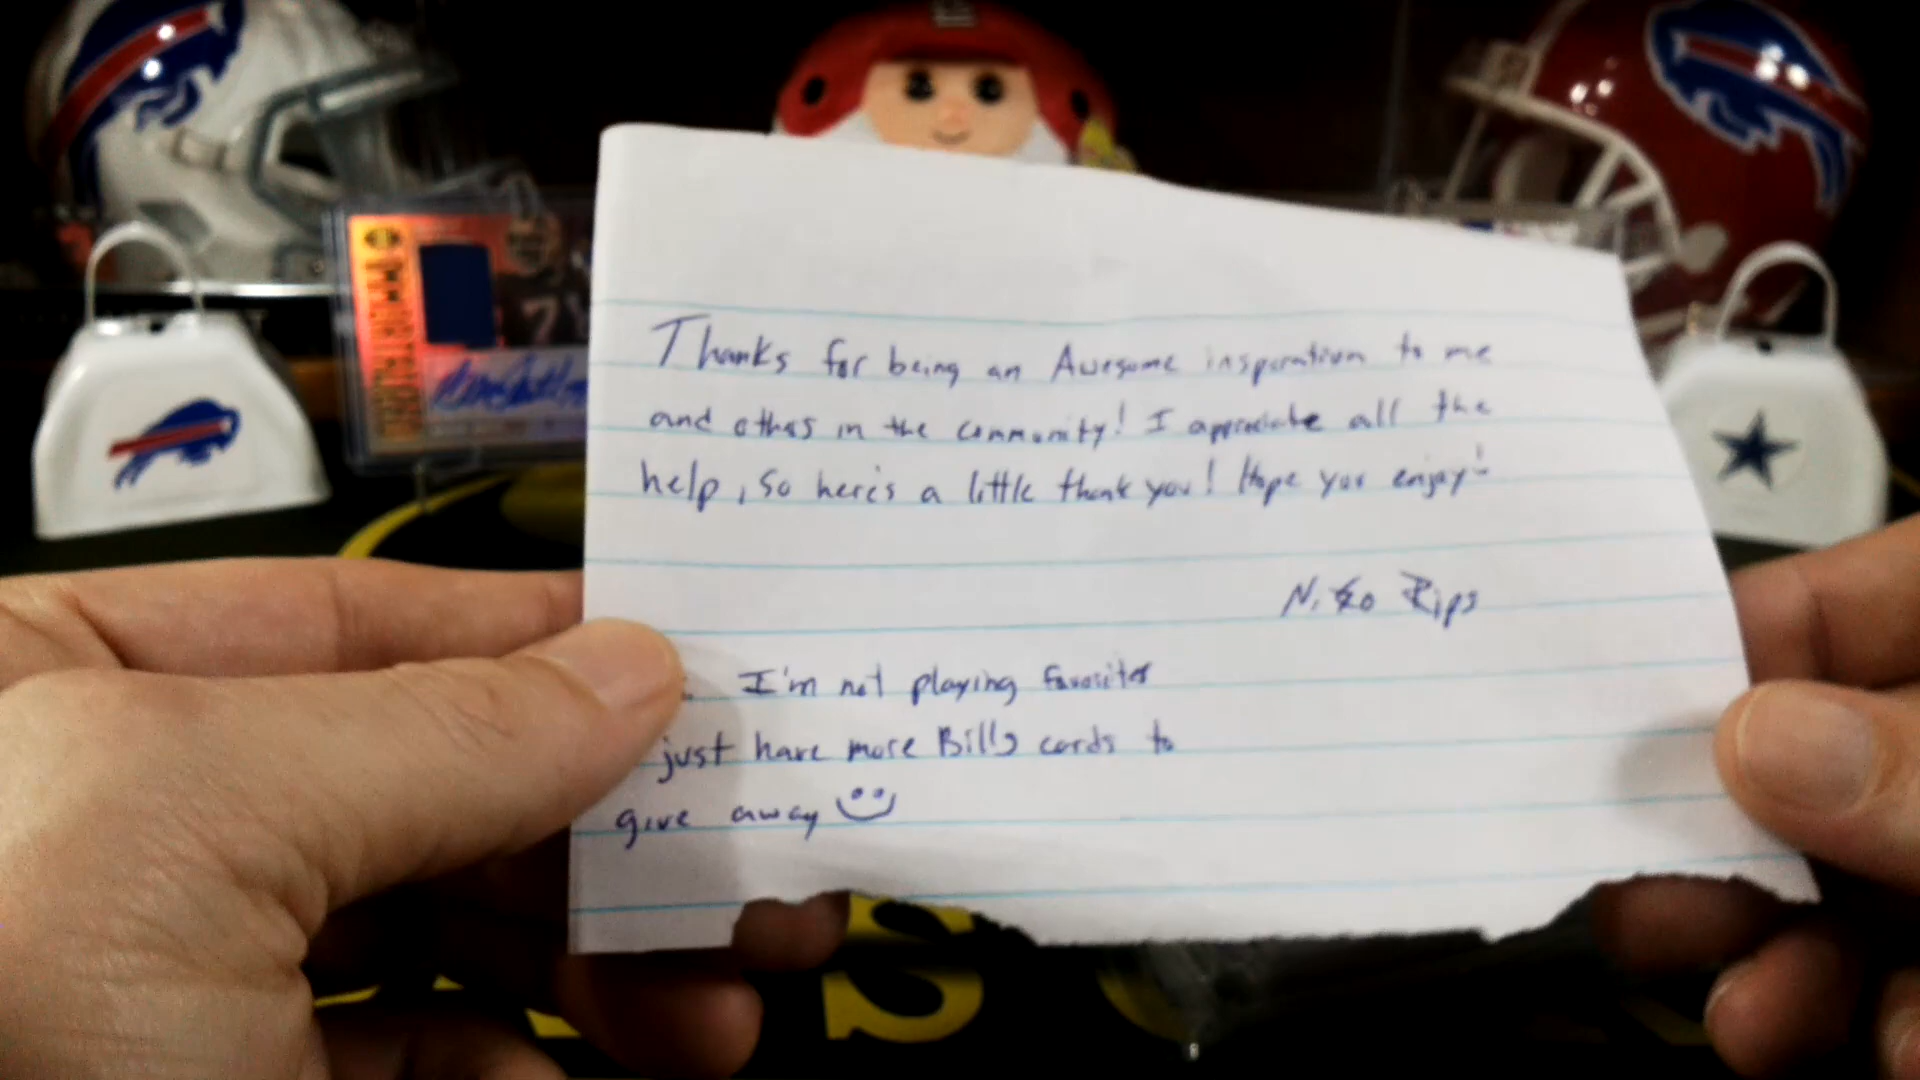 Thanks for being an Awesome inspiration to me
and others in the community! I appreciate all the
help, so here's a little thank you! Hope you enjoy!
Niko Rips
I'm not playing favorites
just have more Bills cards to
give away